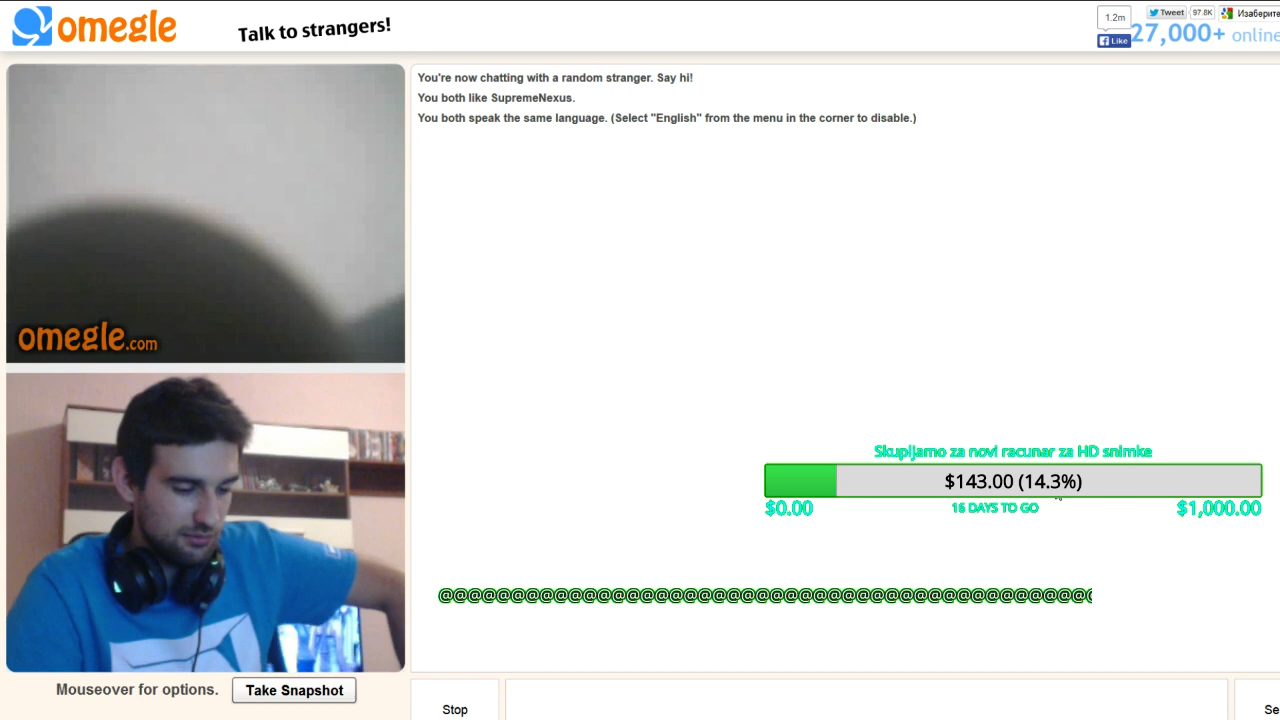 omegle
Talk to strangers!
1.2m
Like
Tweet
97.8K
Изаберите
27,000+ online
You're now chatting with a random stranger. Say hi!
You both like SupremeNexus.
You both speak the same language. (Select "English" from the menu in the corner to disable.)
omegle.com
Skupljamo za novi racunar za HD snimke
$143.00 (14.3%)
$0.00
16 DAYS TO GO
$1,000.00
@@@@@@@@@@@@@@@@@@@@@@@@@@@@@@@@@@@@@@@@@@@@@
Mouseover for options.
Take Snapshot
Stop
Se